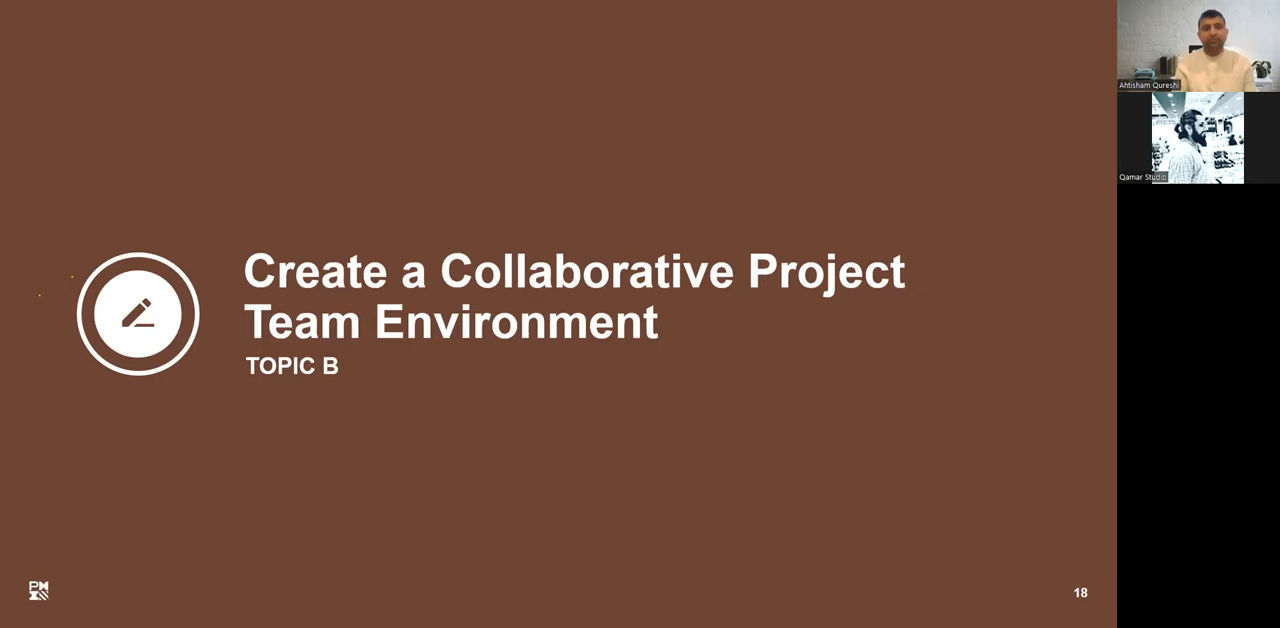 Create a Collaborative Project
Team Environment
TOPIC B
18
Ahtisham Qureshi
Qamar Studio